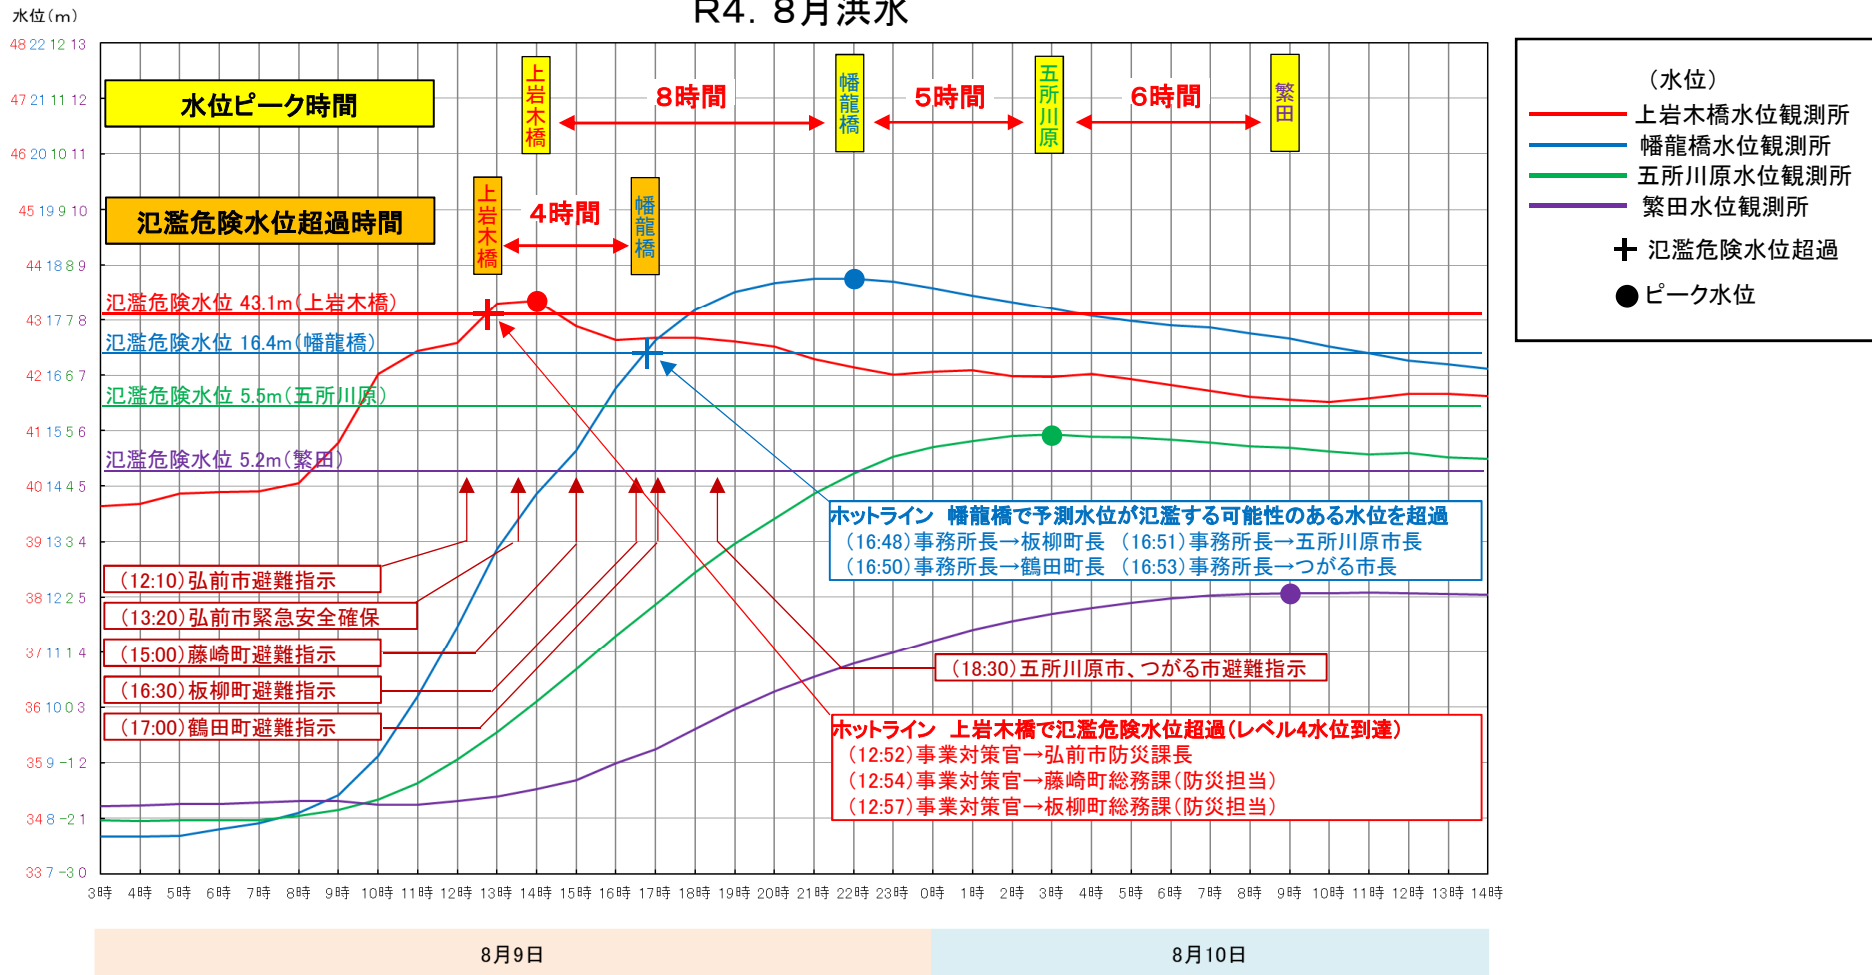 R4．８月洪水
水位(m)
48 22 12 13
47 21 11 12
46 20 10 11
45 19 9 10
44 18 8 9
43 17 7 8
42 16 6 7
41 15 5 6
40 14 4 5
39 13 3 4
38 12 2 5
37 11 1 4
36 10 0 3
35 9 -1 2
34 8 -2 1
33 7 -3 0
水位ピーク時間
上岩木橋
8時間
幡龍橋
5時間
五所川原
6時間
繁田
氾濫危険水位超過時間
上岩木橋
4時間
幡龍橋
氾濫危険水位 43.1m(上岩木橋)
氾濫危険水位 16.4m(幡龍橋)
氾濫危険水位 5.5m(五所川原)
氾濫危険水位 5.2m(繁田)
(12:10)弘前市避難指示
(13:20)弘前市緊急安全確保
(15:00)藤崎町避難指示
(16:30)板柳町避難指示
(17:00)鶴田町避難指示
ホットライン　幡龍橋で予測水位が氾濫する可能性のある水位を超過
(16:48)事務所長→板柳町長　(16:51)事務所長→五所川原市長
(16:50)事務所長→鶴田町長　(16:53)事務所長→つがる市長
(18:30)五所川原市、つがる市避難指示
ホットライン　上岩木橋で氾濫危険水位超過(レベル4水位到達)
(12:52)事業対策官→弘前市防災課長
(12:54)事業対策官→藤崎町総務課(防災担当)
(12:57)事業対策官→板柳町総務課(防災担当)
3時 4時 5時 6時 7時 8時 9時 10時 11時 12時 13時 14時 15時 16時 17時 18時 19時 20時 21時 22時 23時 0時 1時 2時 3時 4時 5時 6時 7時 8時 9時 10時 11時 12時 13時 14時
8月9日
8月10日
(水位)
上岩木橋水位観測所
幡龍橋水位観測所
五所川原水位観測所
繁田水位観測所
氾濫危険水位超過
ピーク水位